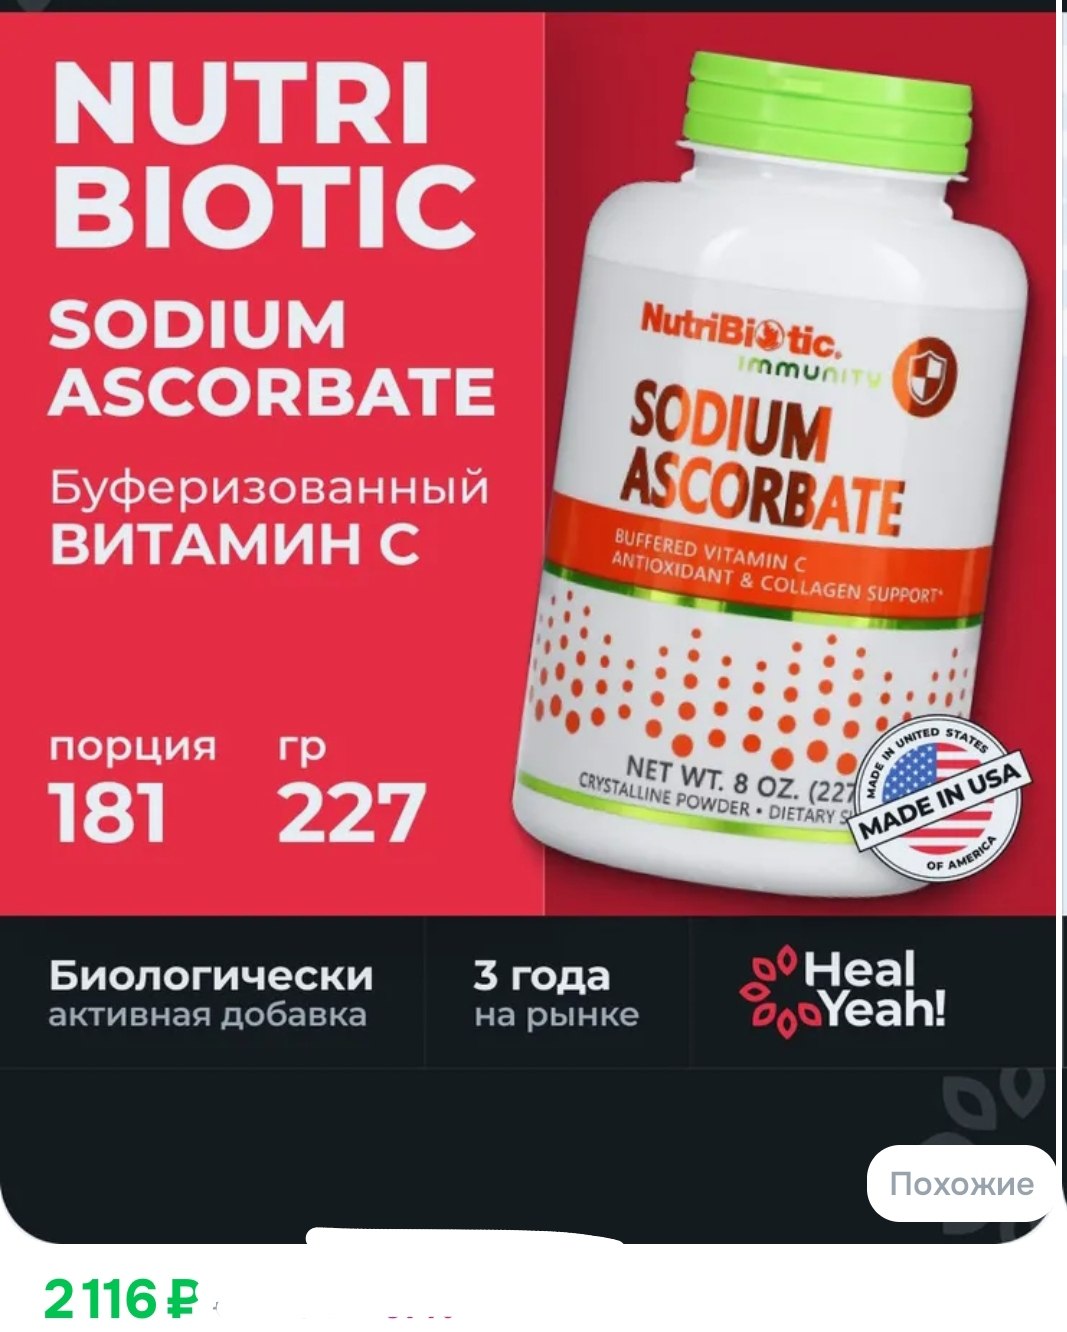 NUTRI
BIOTIC
SODIUM
ASCORBATE
Буферизованный
ВИТАМИН С
порция
181
гр
227
NutriBiotic.
immunity
SODIUM
ASCORBATE
BUFFERED VITAMIN C
ANTIOXIDANT & COLLAGEN SUPPORT*
NET WT. 8 OZ. (227
CRYSTALLINE POWDER • DIETARY
MADE IN UNITED STATES
MADE IN USA
OF AMERICA
Биологически
активная добавка
3 года
на рынке
Heal
Yeah!
Похожие
2116 ₽